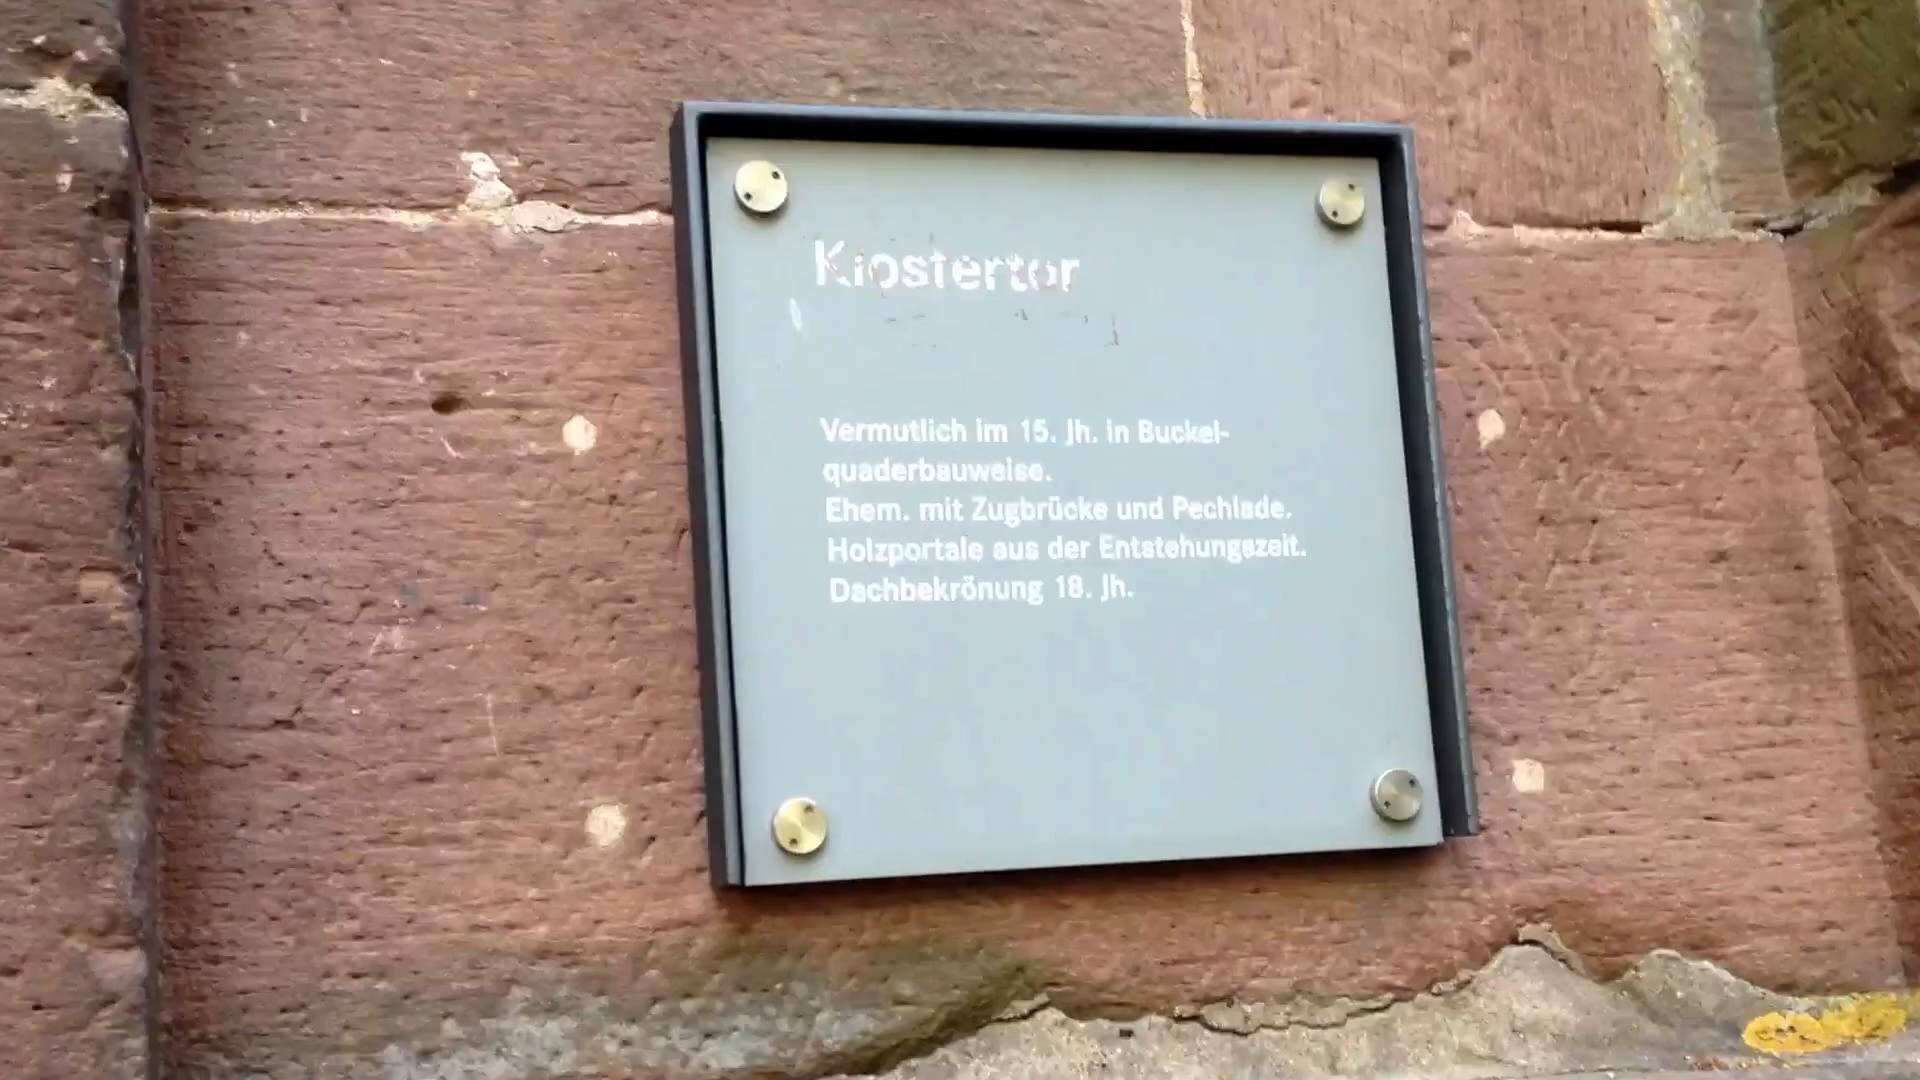 Klostertor
Vermutlich im 15. Jh. in Buckel-
quaderbauweise.
Ehem. mit Zugbrücke und Pechlade.
Holzportale aus der Entstehungszeit.
Dachbekrönung 18. Jh.